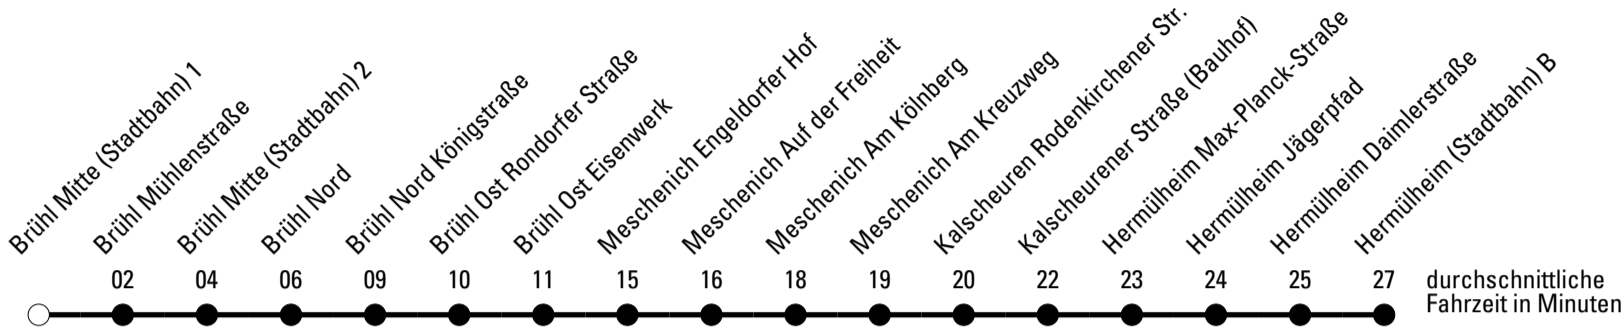 Brühl Mitte (Stadtbahn) 1
Brühl Mühlenstraße
Brühl Mitte (Stadtbahn) 2
Brühl Nord
Brühl Nord Königstraße
Brühl Ost Rondorfer Straße
Brühl Ost Eisenwerk
Meschenich Engeldorfer Hof
Meschenich Auf der Freiheit
Meschenich Am Kölnberg
Meschenich Am Kreuzweg
Kalscheuren Rodenkirchener Str.
Kalscheurener Straße (Bauhof)
Hermülheim Max-Planck-Straße
Hermülheim Jägerpfad
Hermülheim Daimlerstraße
Hermülheim (Stadtbahn) B
02 04 06 09 10 11 15 16 18 19 20 22 23 24 25 27 durchschnittliche
Fahrzeit in Minuten